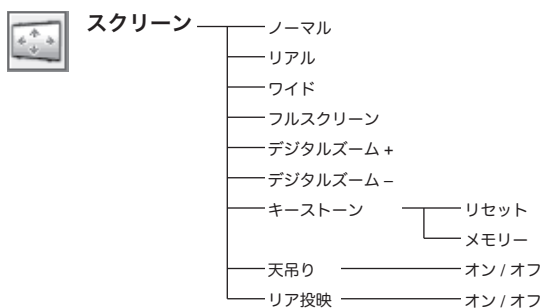 スクリーン
ノーマル
リアル
ワイド
フルスクリーン
デジタルズーム +
デジタルズーム –
キーストーン
リセット
メモリー
天吊り
オン / オフ
リア投映
オン / オフ